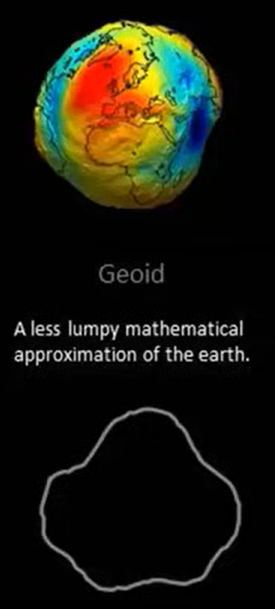 Geoid
A less lumpy mathematical
approximation of the earth.